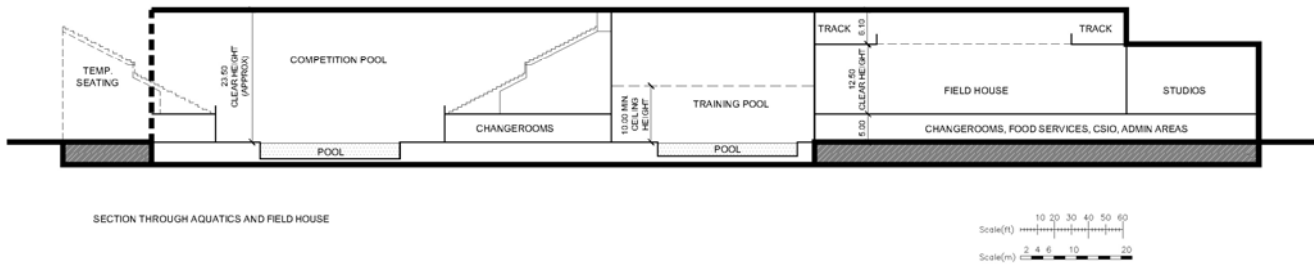 TRACK
6.10
TRACK
TEMP.
SEATING
23.50
CLEAR HEIGHT
(APPROX)
COMPETITION POOL
12.50
CLEAR HEIGHT
FIELD HOUSE
STUDIOS
10.00 MIN.
CEILING
HEIGHT
TRAINING POOL
CHANGEROOMS
5.00
CHANGEROOMS, FOOD SERVICES, CSIO, ADMIN AREAS
POOL
POOL
SECTION THROUGH AQUATICS AND FIELD HOUSE
10 20 30 40 50 60
Scale(ft)
2 4 6 10 20
Scale(m)